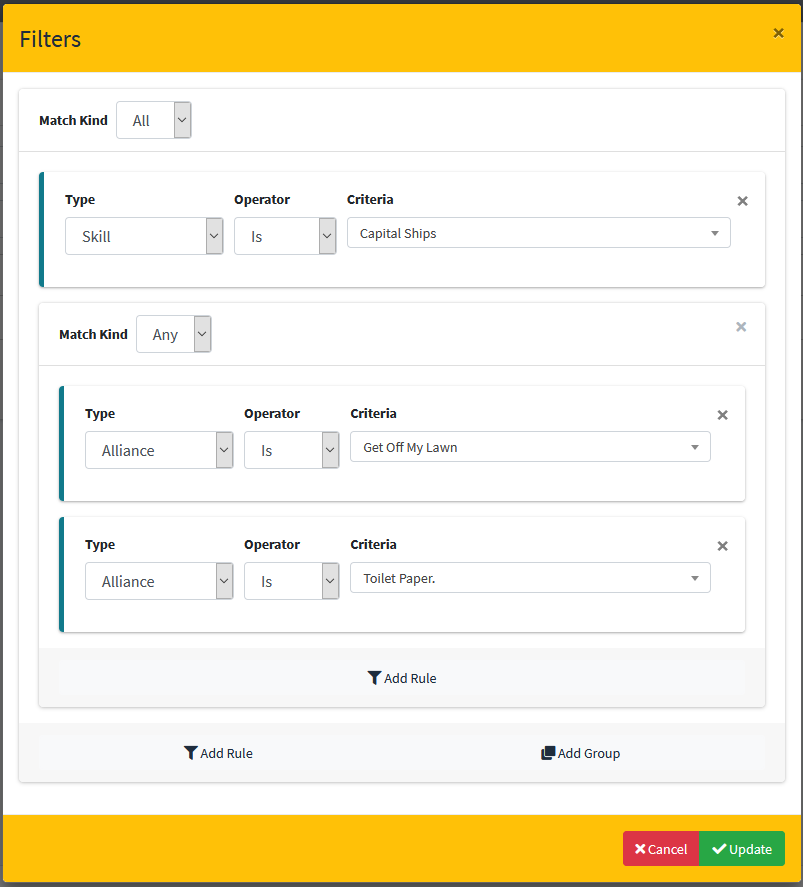 Filters
Match Kind All
Type Operator Criteria
Skill Is Capital Ships
Match Kind Any
Type Operator Criteria
Alliance Is Get Off My Lawn
Type Operator Criteria
Alliance Is Toilet Paper.
Add Rule
Add Rule Add Group
Cancel Update